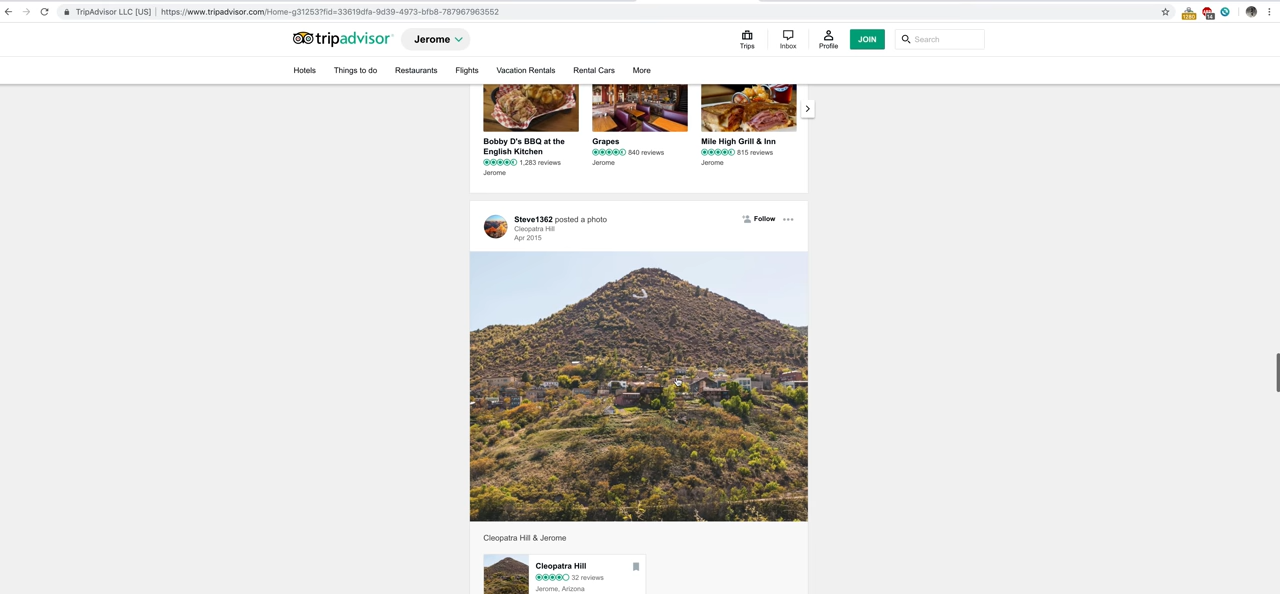 TripAdvisor LLC [US] | https://www.tripadvisor.com/Home-g31253?fid=33619dfa-9d39-4973-bfb8-787967963552
1280
14
tripadvisor
Jerome
Trips
Inbox
Profile
JOIN
Search
Hotels
Things to do
Restaurants
Flights
Vacation Rentals
Rental Cars
More
Bobby D's BBQ at the
English Kitchen
1,283 reviews
Jerome
Grapes
840 reviews
Jerome
Mile High Grill & Inn
815 reviews
Jerome
Steve1362 posted a photo
Cleopatra Hill
Apr 2015
Follow
J
Cleopatra Hill & Jerome
Cleopatra Hill
32 reviews
Jerome, Arizona